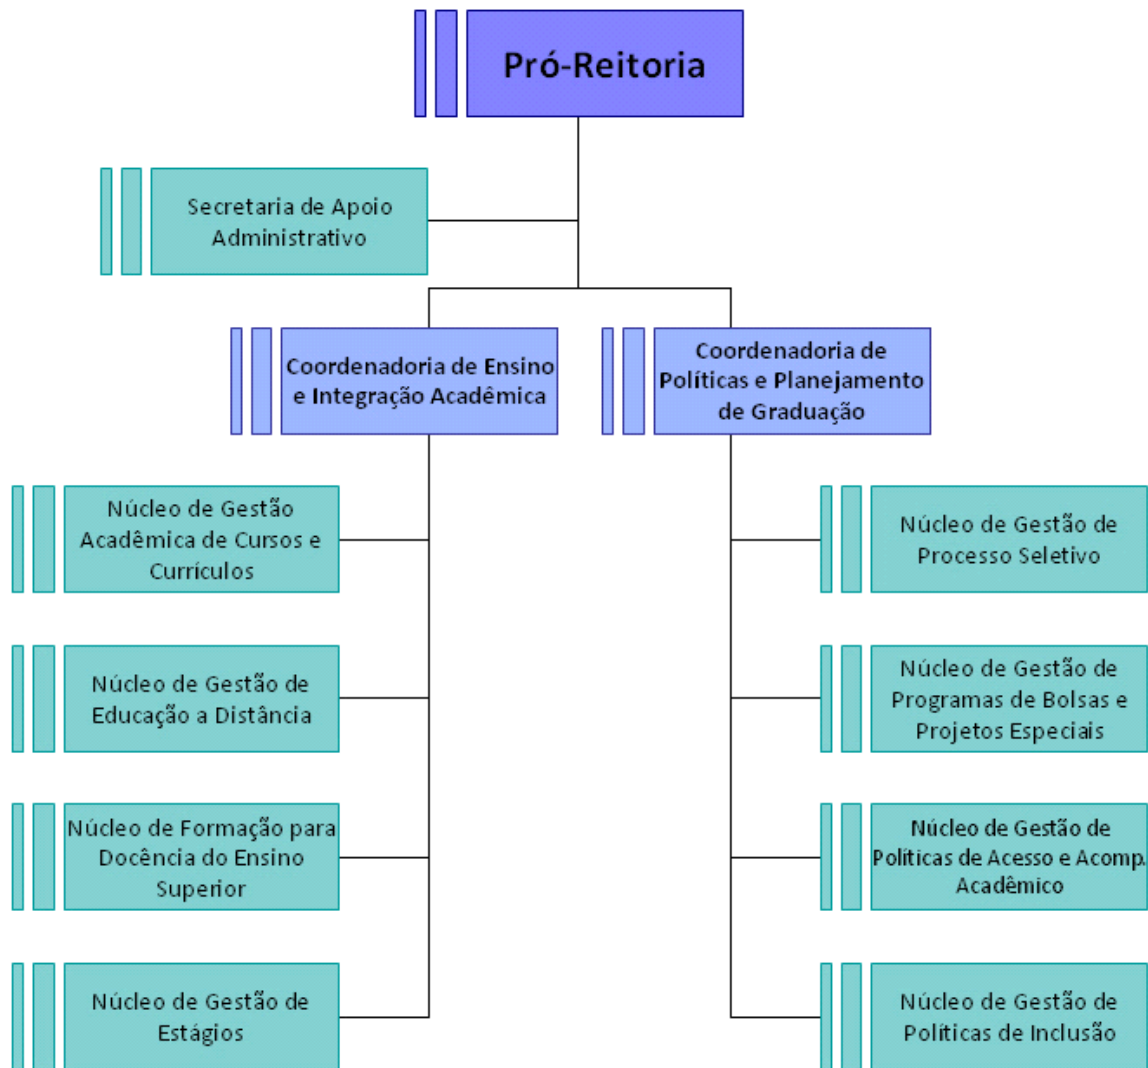 Pró-Reitoria
Secretaria de Apoio
Administrativo
Coordenadoria de Ensino
e Integração Acadêmica
Coordenadoria de
Políticas e Planejamento
de Graduação
Núcleo de Gestão
Acadêmica de Cursos e
Currículos
Núcleo de Gestão de
Educação a Distância
Núcleo de Formação para
Docência do Ensino
Superior
Núcleo de Gestão de
Estágios
Núcleo de Gestão de
Processo Seletivo
Núcleo de Gestão de
Programas de Bolsas e
Projetos Especiais
Núcleo de Gestão de
Políticas de Acesso e Acomp.
Acadêmico
Núcleo de Gestão de
Políticas de Inclusão